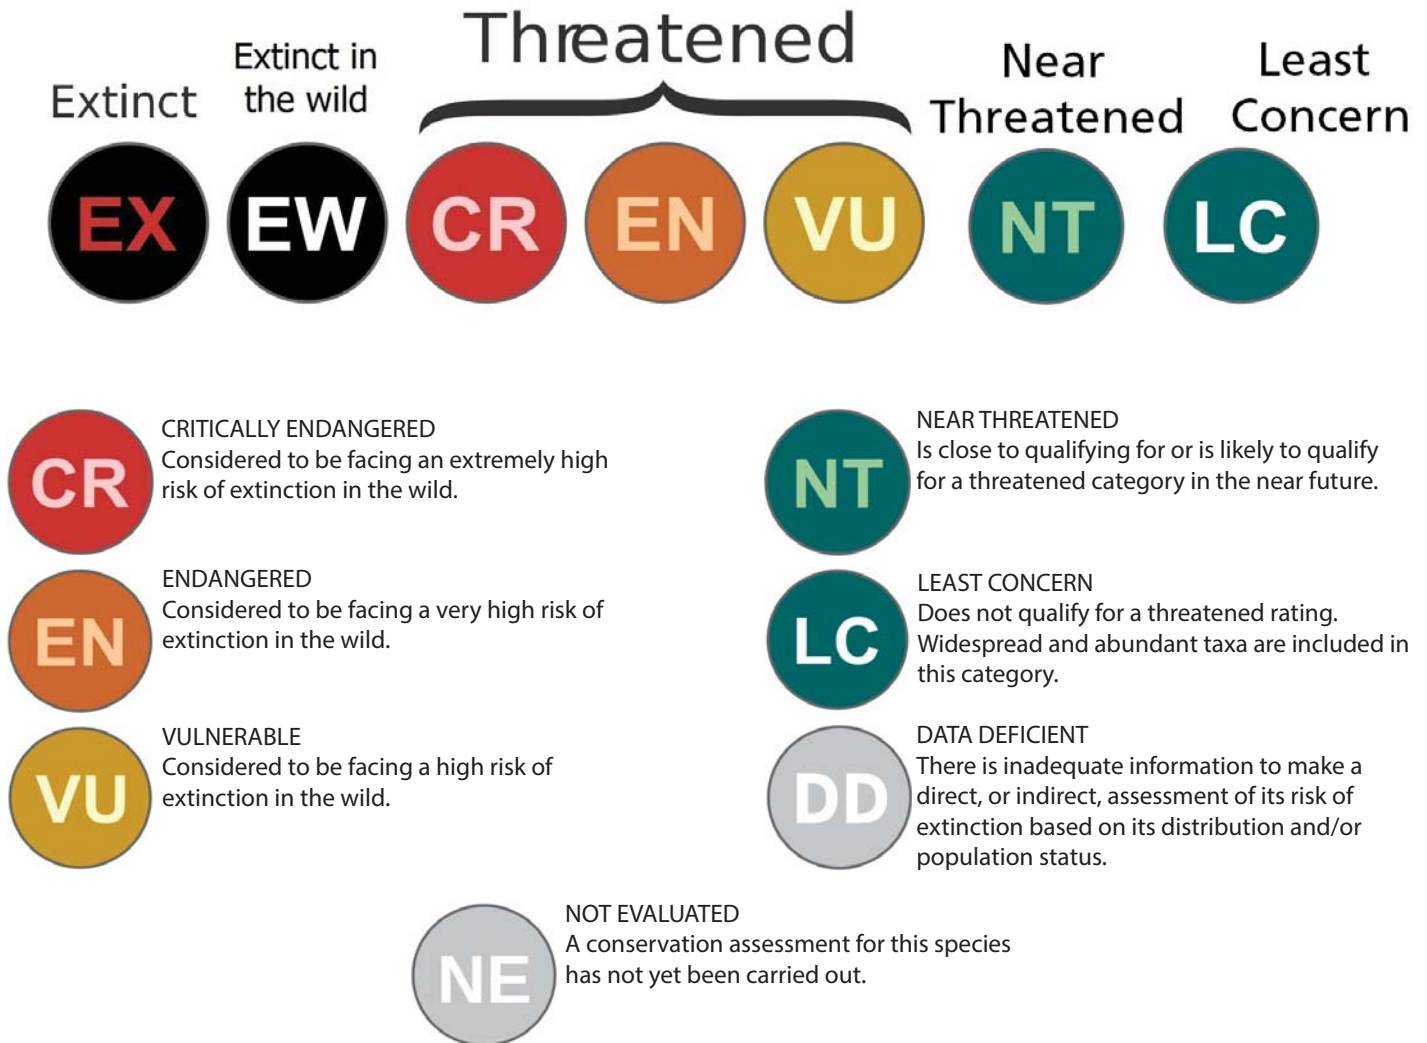 Threatened
Extinct in
the wild
Extinct
Near
Threatened
Least
Concern
EX
EW
CR
EN
VU
NT
LC
CR
CRITICALLY ENDANGERED
Considered to be facing an extremely high
risk of extinction in the wild.
EN
ENDANGERED
Considered to be facing a very high risk of
extinction in the wild.
VU
VULNERABLE
Considered to be facing a high risk of
extinction in the wild.
NT
NEAR THREATENED
Is close to qualifying for or is likely to qualify
for a threatened category in the near future.
LC
LEAST CONCERN
Does not qualify for a threatened rating.
Widespread and abundant taxa are included in
this category.
DD
DATA DEFICIENT
There is inadequate information to make a
direct, or indirect, assessment of its risk of
extinction based on its distribution and/or
population status.
NE
NOT EVALUATED
A conservation assessment for this species
has not yet been carried out.